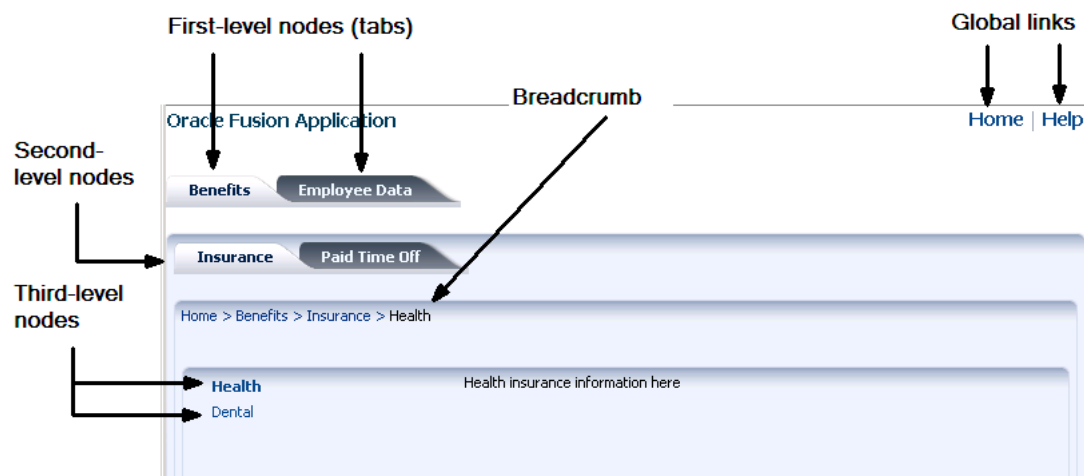 First-level nodes (tabs)
Global links
Breadcrumb
Oracle Fusion Application
Home | Help
Second-
level nodes
Benefits
Employee Data
Insurance
Paid Time Off
Third-level
nodes
Home > Benefits > Insurance > Health
Health
Health insurance information here
Dental